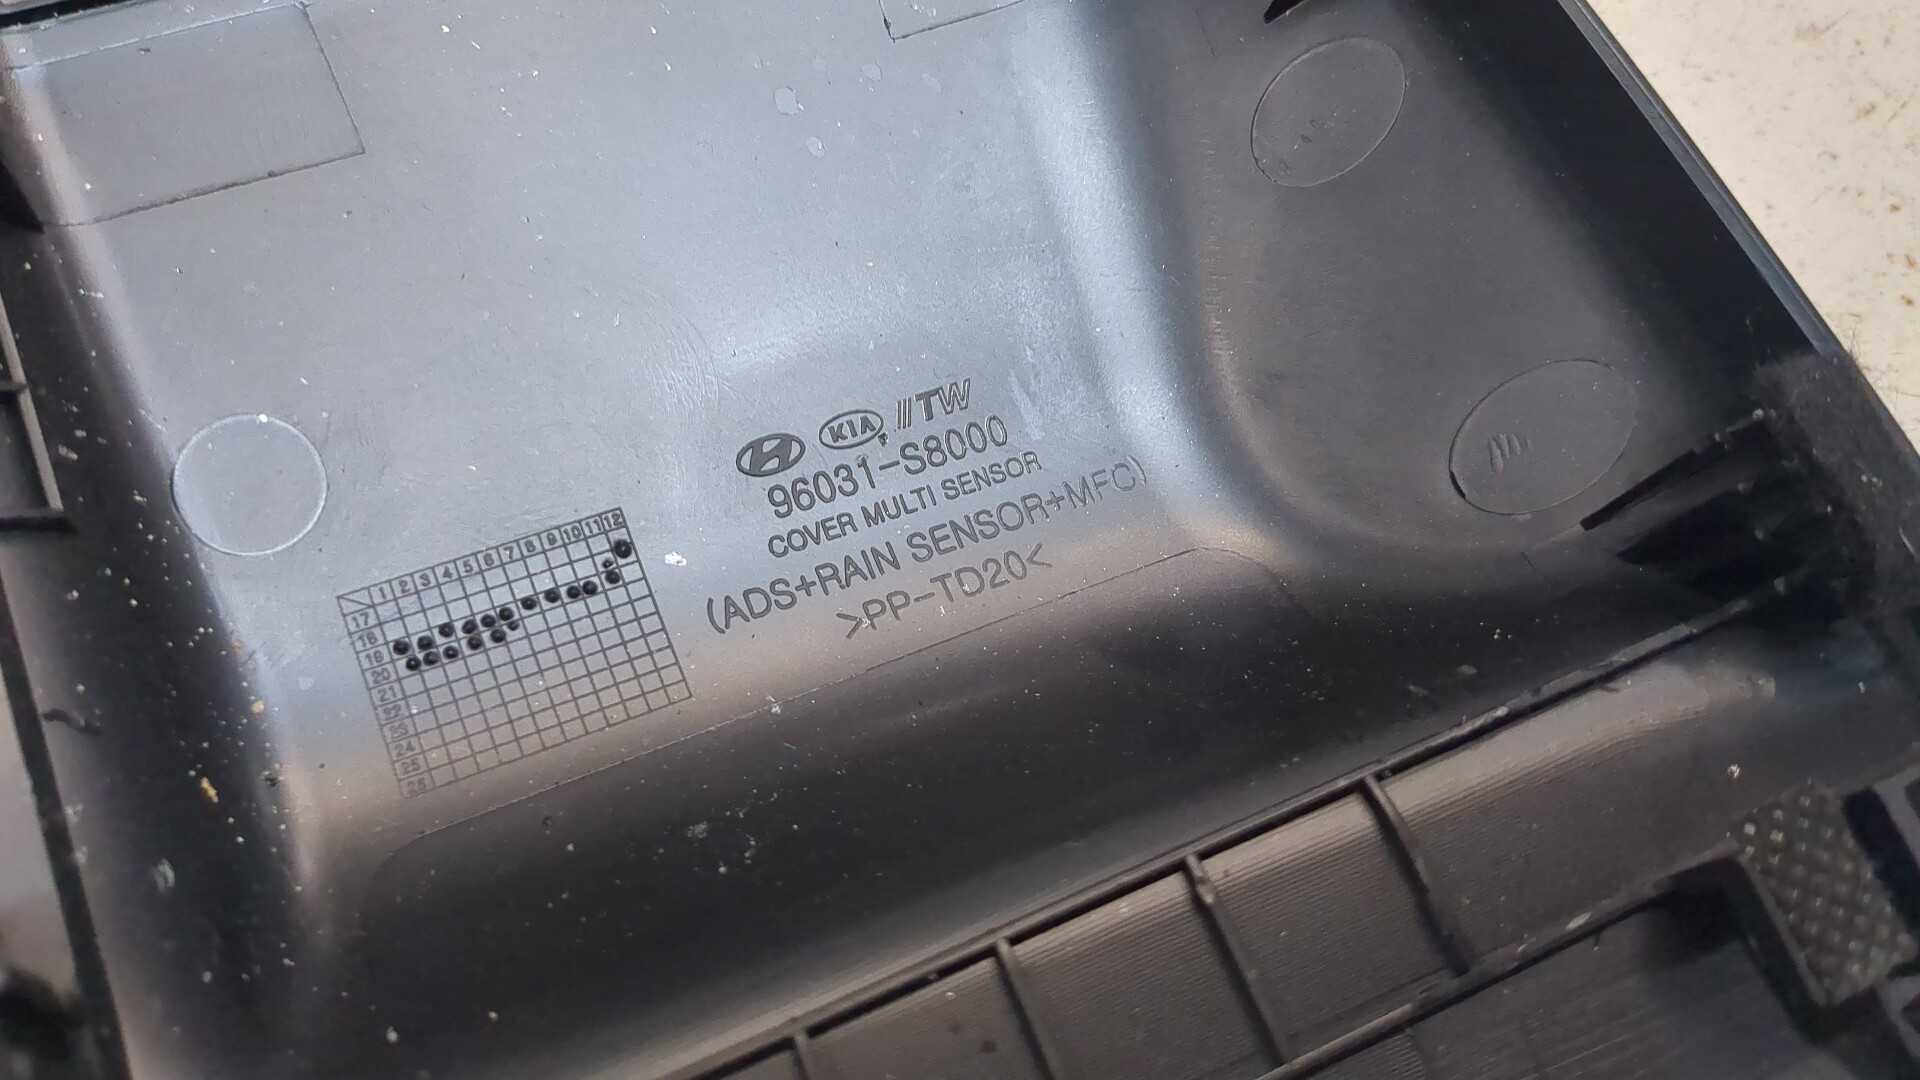 KIA TW
96031-S8000
COVER MULTI SENSOR
(ADS+RAIN SENSOR+MFC)
>PP-TD20<
1 2 3 4 5 6 7 8 9 10 11 12
17
18
19
20
21
22
23
24
25
26